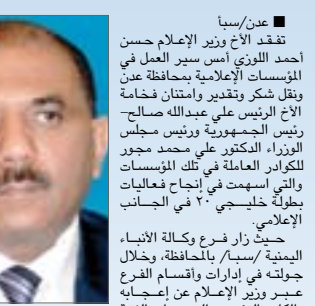 ■ عدن/سبأ
تفقد الأخ وزير الإعلام حسن
أحمد اللوزي أمس سير العمل في
المؤسسات الإعلامية بمحافظة عدن
ونقل شكر وتقدير وامتنان فخامة
الأخ الرئيس علي عبدالله صالح-
رئيس الجمهورية ورئيس مجلس
الوزراء الدكتور علي محمد مجور
للكوادر العاملة في تلك المؤسسات
والتي اسهمت في إنجاح فعاليات
بطولة خليجي ٢٠ في الجانب
الإعلامي.
حيث زار فرع وكالة الأنباء
اليمنية /سبأ/ بالمحافظة، وخلال
جولته في إدارات وأقسام الفرع
عبر وزير الإعلام عن إعجابه